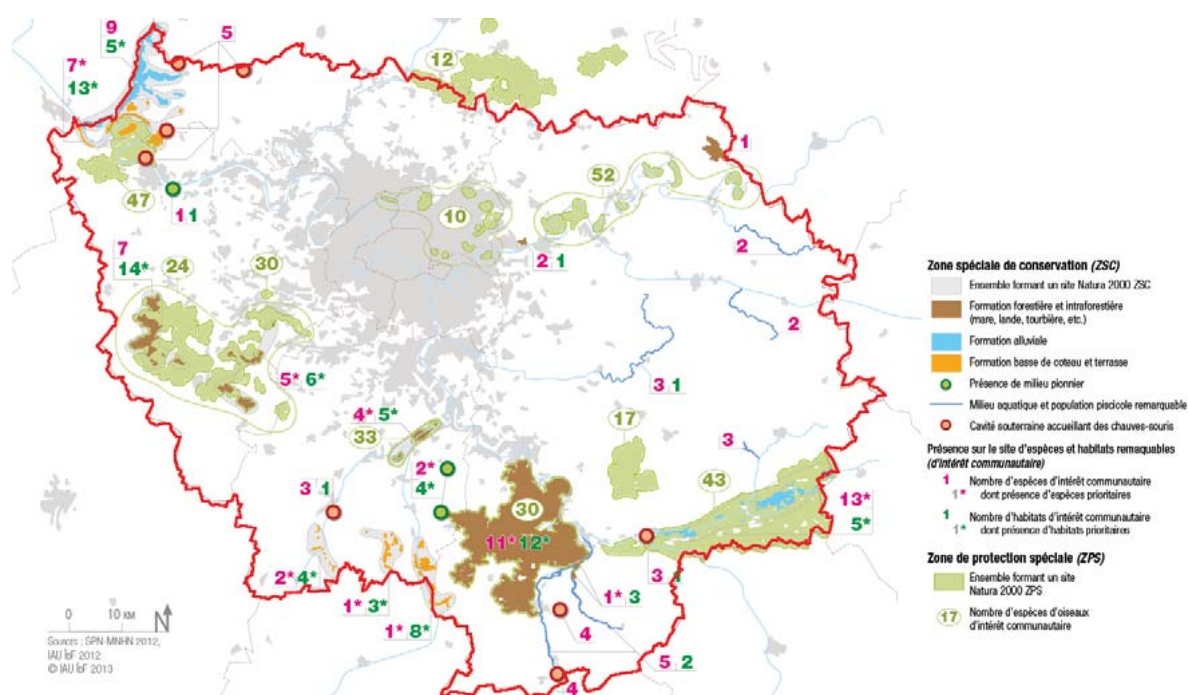 9
5*
5
7*
13*
12
1
52
47
10
1 1
2 1
2
7
14*
24
30
2
5* 6*
3 1
4* 5*
33
17
3
2*
4*
43
3 1
30
13*
5*
11* 12*
2* 4*
3
1* 3*
1* 3
1* 8*
4
5 2
4
0 10 KM
N
Sources : SPN-MNHN 2012,
IAU îdF 2012
© IAU îdF 2013
Zone spéciale de conservation (ZSC)
Ensemble formant un site Natura 2000 ZSC
Formation forestière et intraforestière
(mare, lande, tourbière, etc.)
Formation alluviale
Formation basse de coteau et terrasse
Présence de milieu pionnier
Milieu aquatique et population piscicole remarquable
Cavité souterraine accueillant des chauves-souris
Présence sur le site d'espèces et habitats remaquables
(d'intérêt communautaire)
1 Nombre d'espèces d'intérêt communautaire
1* dont présence d'espèces prioritaires
1 Nombre d'habitats d'intérêt communautaire
1* dont présence d'habitats prioritaires
Zone de protection spéciale (ZPS)
Ensemble formant un site
Natura 2000 ZPS
17 Nombre d'espèces d'oiseaux
d'intérêt communautaire